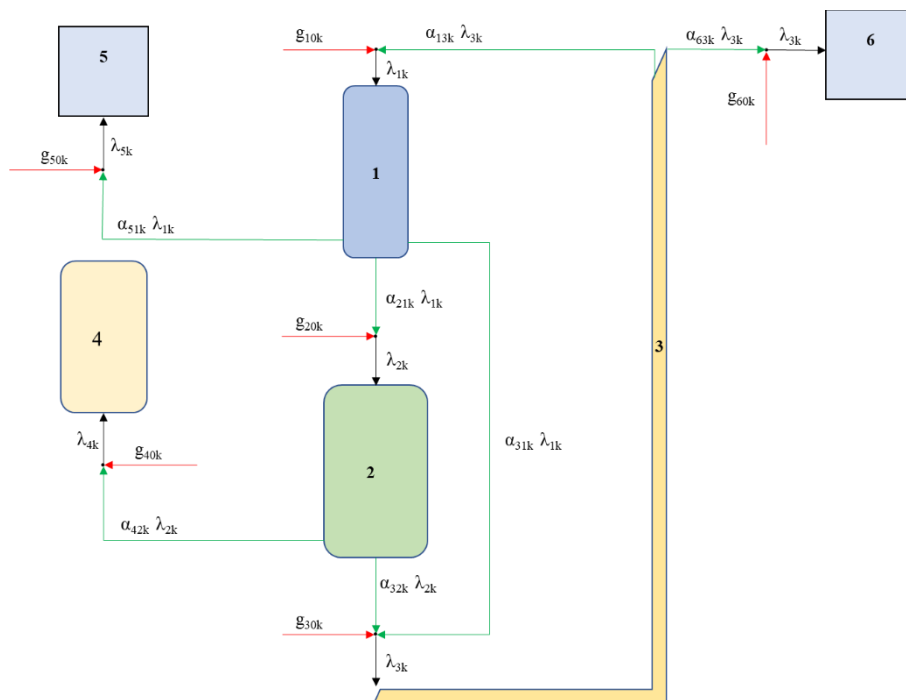 5
g₁₀ₖ
α₁₃ₖ λ₃ₖ
α₆₃ₖ λ₃ₖ
λ₃ₖ
6
λ₁ₖ
g₆₀ₖ
λ₅ₖ
g₅₀ₖ
1
α₅₁ₖ λ₁ₖ
α₂₁ₖ λ₁ₖ
g₂₀ₖ
4
3
λ₂ₖ
λ₄ₖ
g₄₀ₖ
α₃₁ₖ λ₁ₖ
2
α₄₂ₖ λ₂ₖ
α₃₂ₖ λ₂ₖ
g₃₀ₖ
λ₃ₖ